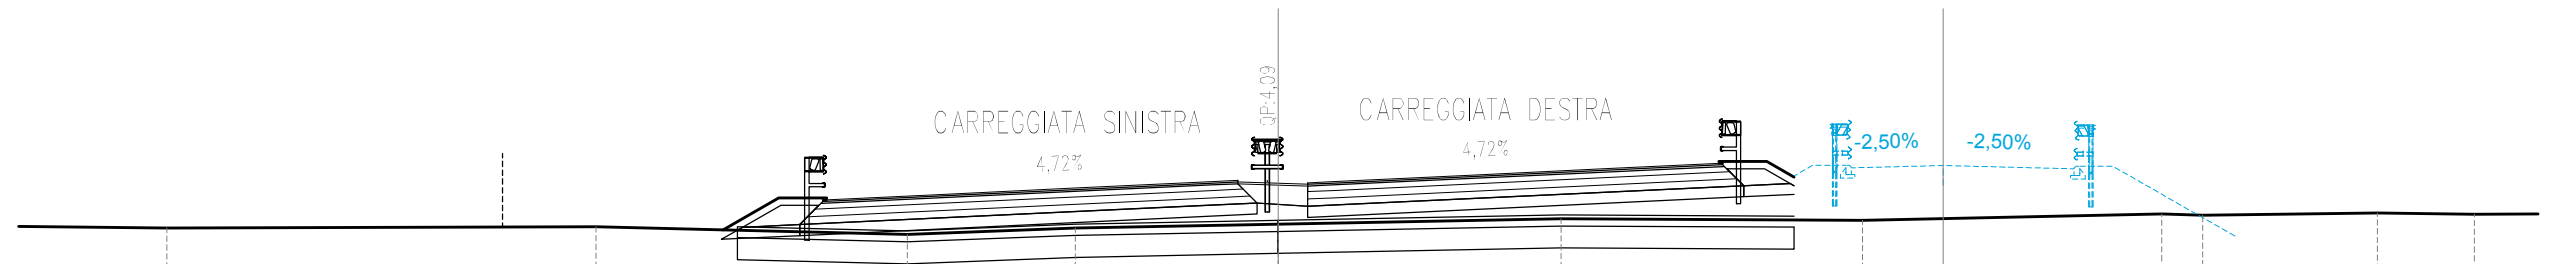 CARREGGIATA SINISTRA
4,72%
QP:4,09
CARREGGIATA DESTRA
4,72%
-2,50%
-2,50%